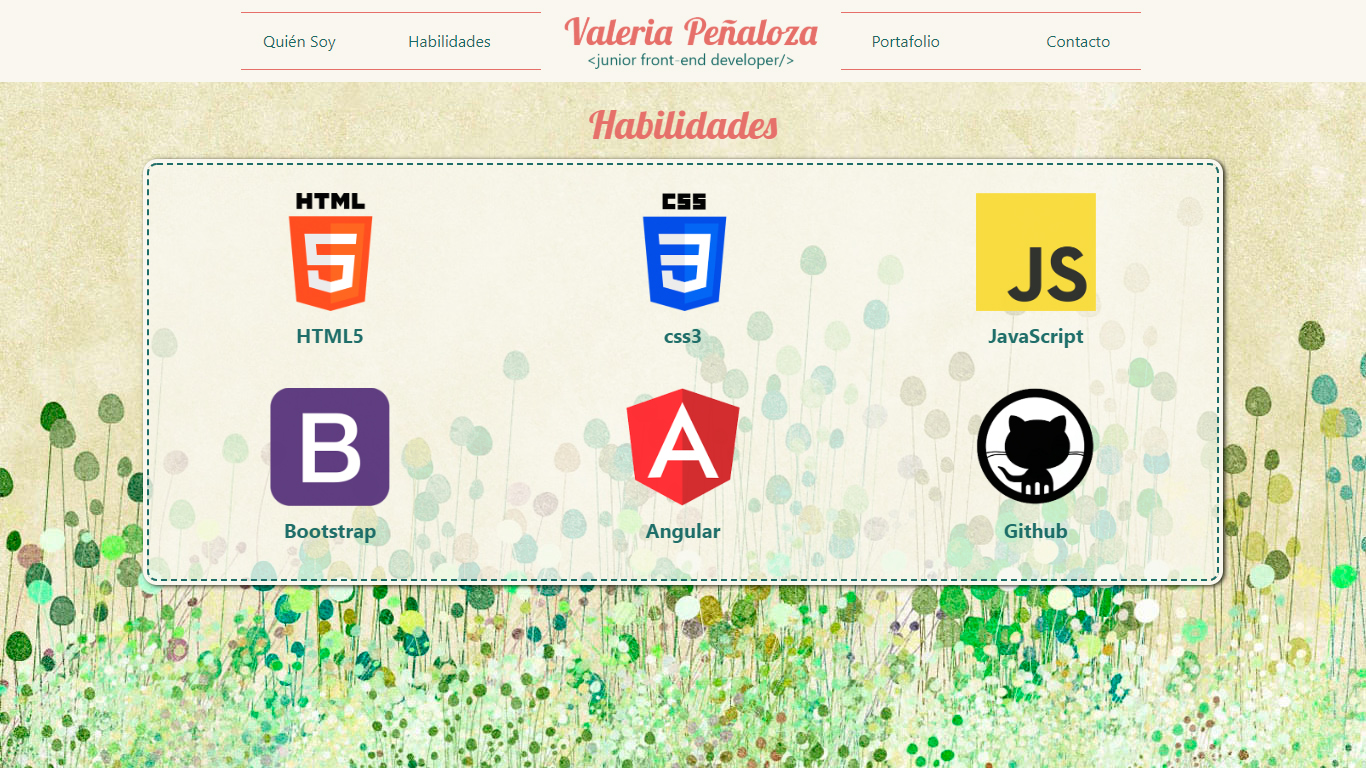 Quién Soy
Habilidades
Valeria Peñaloza
<junior front-end developer/>
Portafolio
Contacto
Habilidades
HTML
5
HTML5
CSS
3
css3
JS
JavaScript
B
Bootstrap
A
Angular
Github